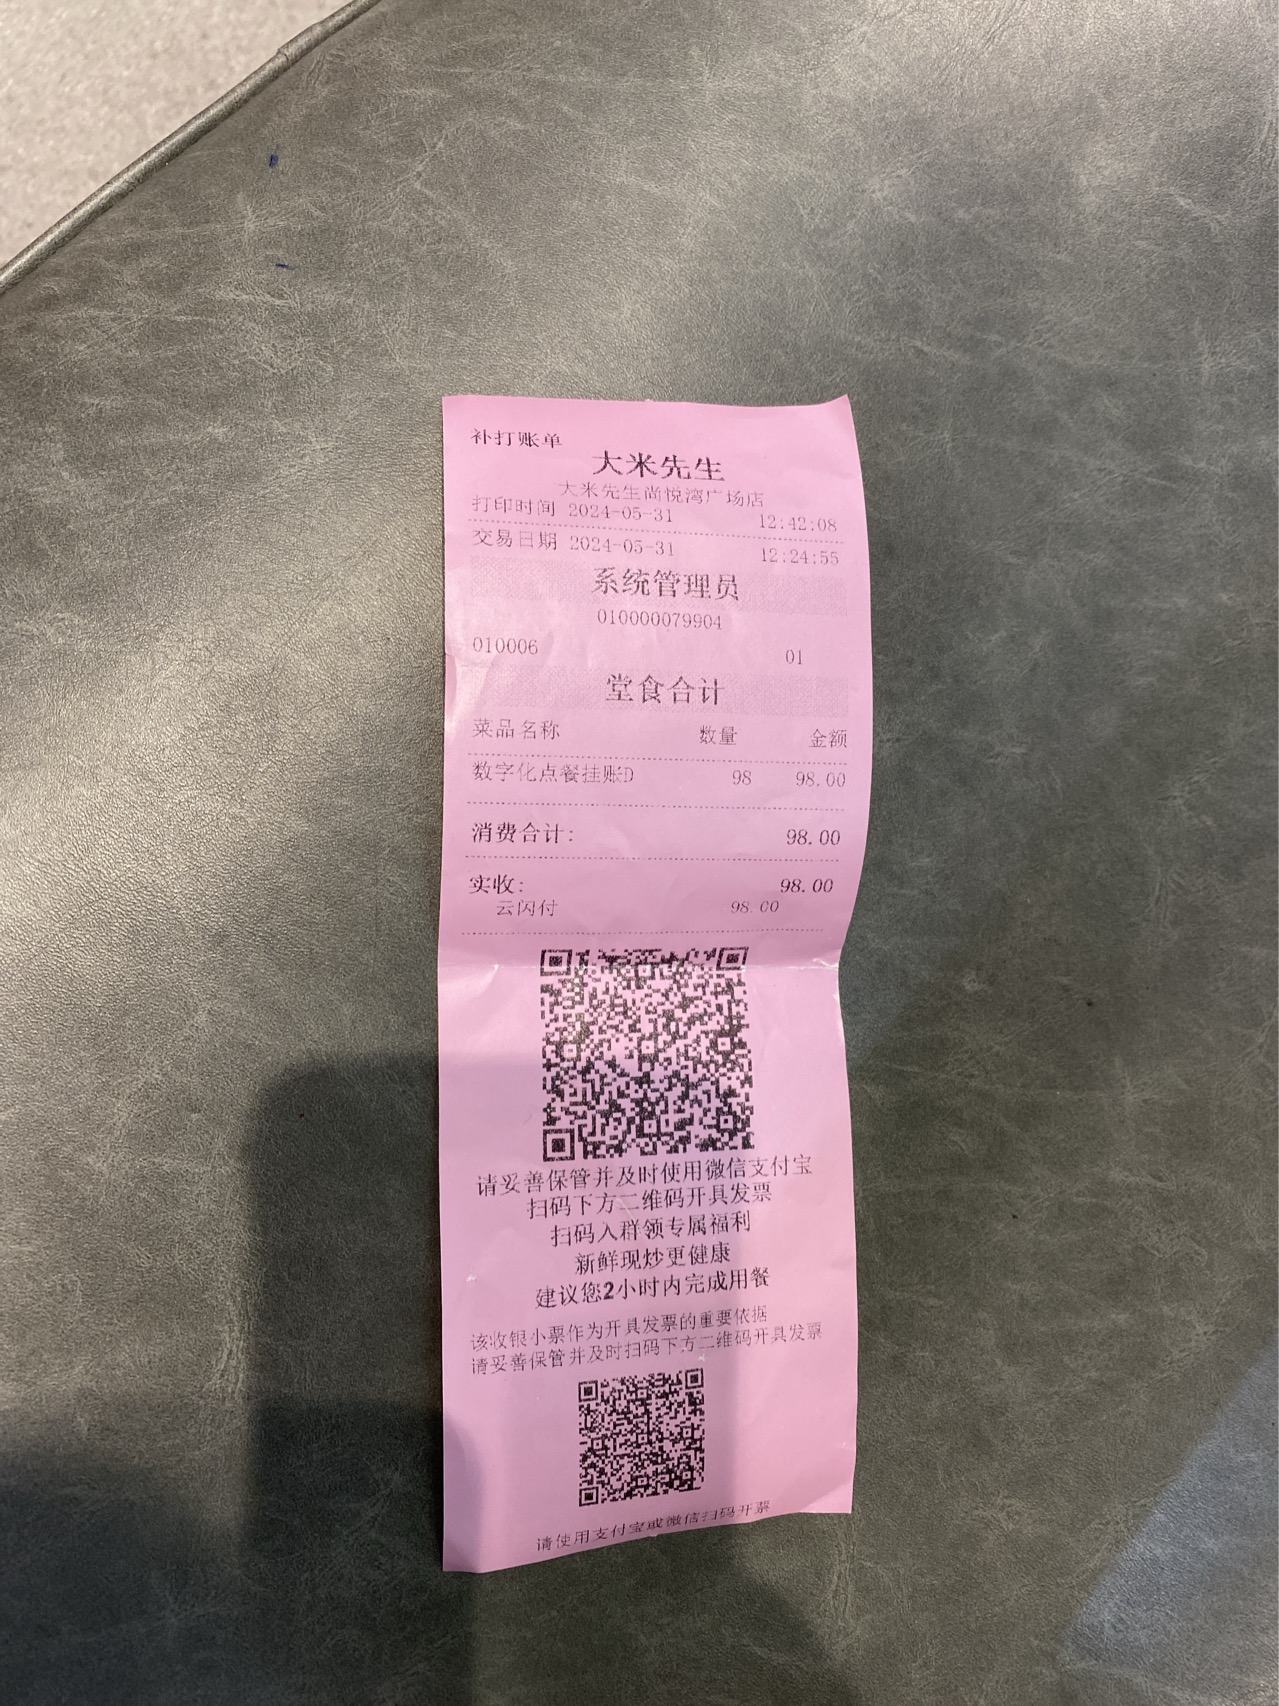 补打账单
大米先生
大米先生尚悦湾广场店
打印时间 2024-05-31 12:42:08
交易日期 2024-05-31 12:24:55
系统管理员
010000079904
010006 01
堂食合计
菜品名称 数量 金额
数字化点餐挂账D 98 98.00
消费合计: 98.00
实收: 98.00
云闪付 98.00
请妥善保管并及时使用微信支付宝
扫码下方二维码开具发票
扫码入群领专属福利
新鲜现炒更健康
建议您2小时内完成用餐
该收银小票作为开具发票的重要依据
请妥善保管并及时扫码下方二维码开具发票
请使用支付宝或微信扫码开票